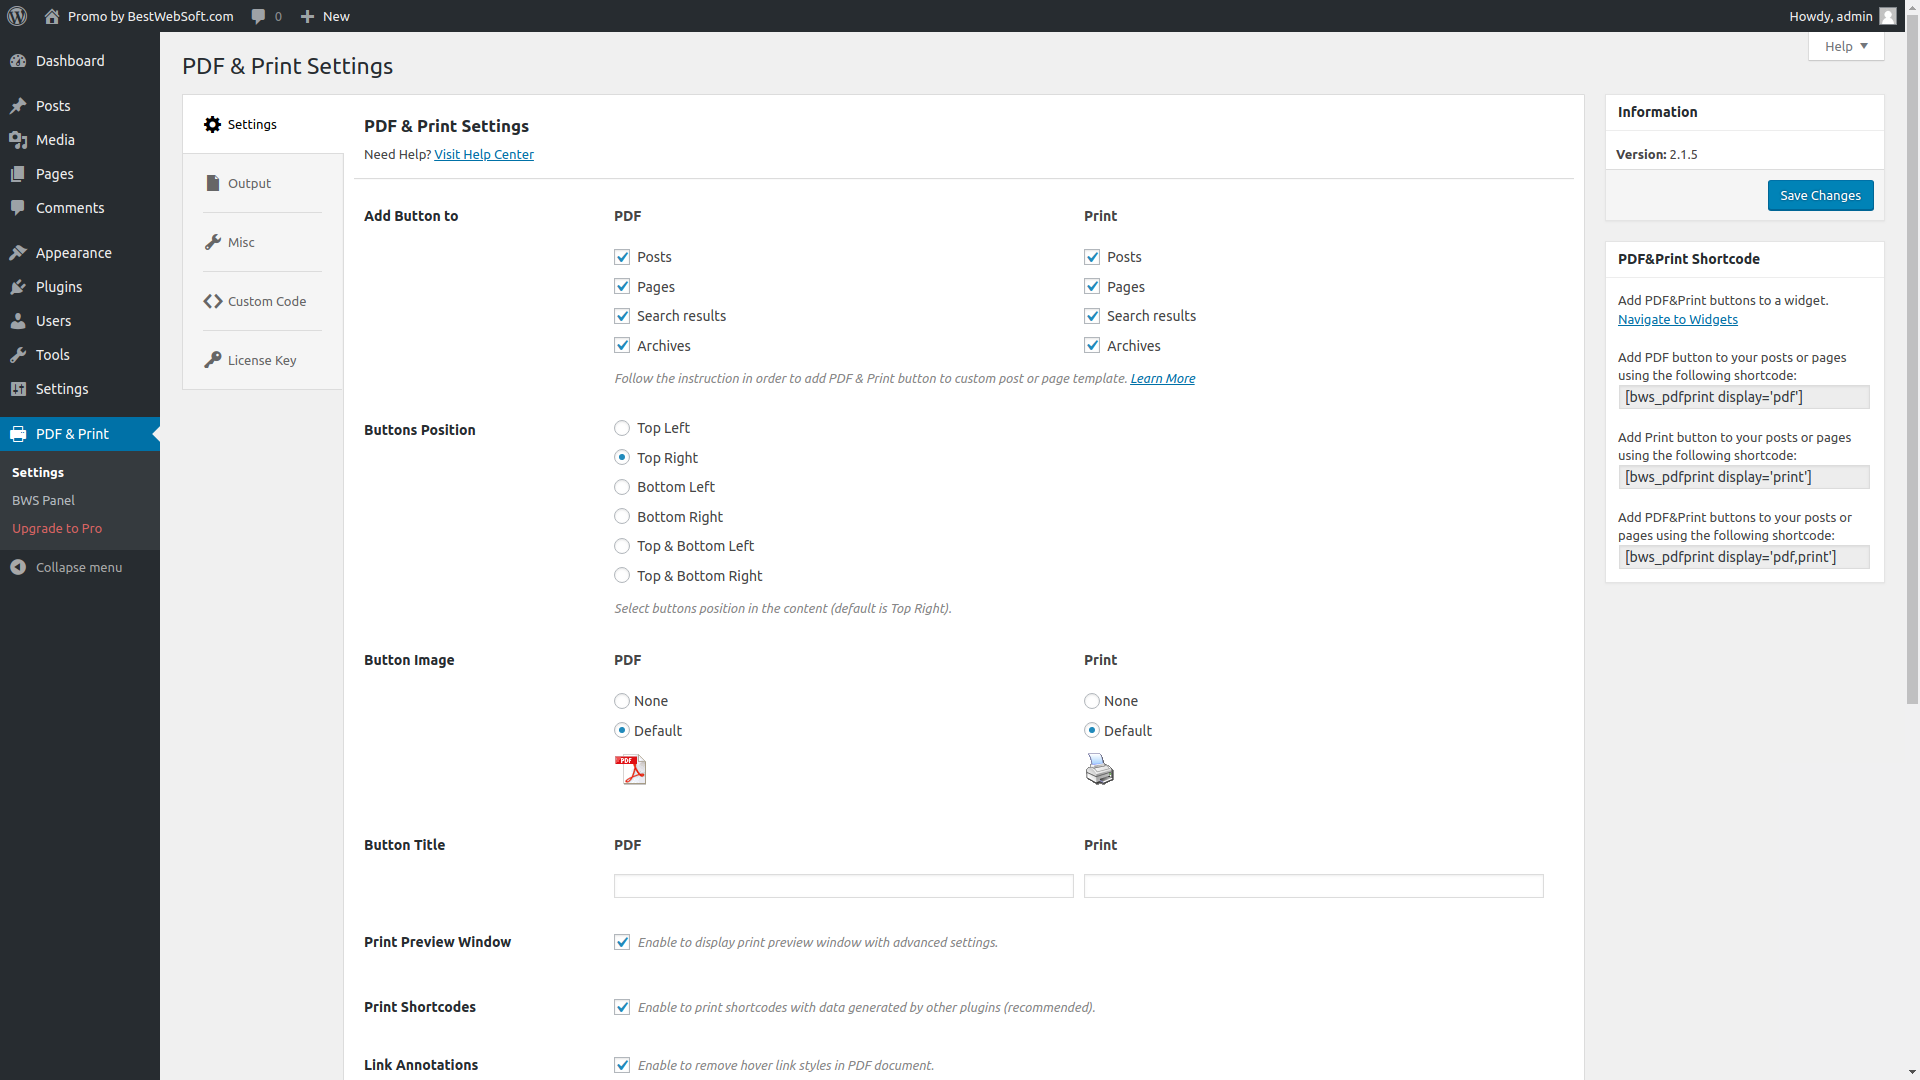 Promo by BestWebSoft.com 0 New Howdy, admin
Help
Dashboard
Posts
Media
Pages
Comments
Appearance
Plugins
Users
Tools
Settings
PDF & Print
Settings
BWS Panel
Upgrade to Pro
Collapse menu
PDF & Print Settings
Settings
Output
Misc
Custom Code
License Key
PDF & Print Settings
Need Help? Visit Help Center
Add Button to PDF Print
Posts Posts
Pages Pages
Search results Search results
Archives Archives
Follow the instruction in order to add PDF & Print button to custom post or page template. Learn More
Buttons Position
Top Left
Top Right
Bottom Left
Bottom Right
Top & Bottom Left
Top & Bottom Right
Select buttons position in the content (default is Top Right).
Button Image PDF Print
None None
Default Default
PDF
Button Title PDF Print
Print Preview Window Enable to display print preview window with advanced settings.
Print Shortcodes Enable to print shortcodes with data generated by other plugins (recommended).
Link Annotations Enable to remove hover link styles in PDF document.
Information
Version: 2.1.5
Save Changes
PDF&Print Shortcode
Add PDF&Print buttons to a widget.
Navigate to Widgets
Add PDF button to your posts or pages
using the following shortcode:
[bws_pdfprint display='pdf']
Add Print button to your posts or pages
using the following shortcode:
[bws_pdfprint display='print']
Add PDF&Print buttons to your posts or
pages using the following shortcode:
[bws_pdfprint display='pdf,print']